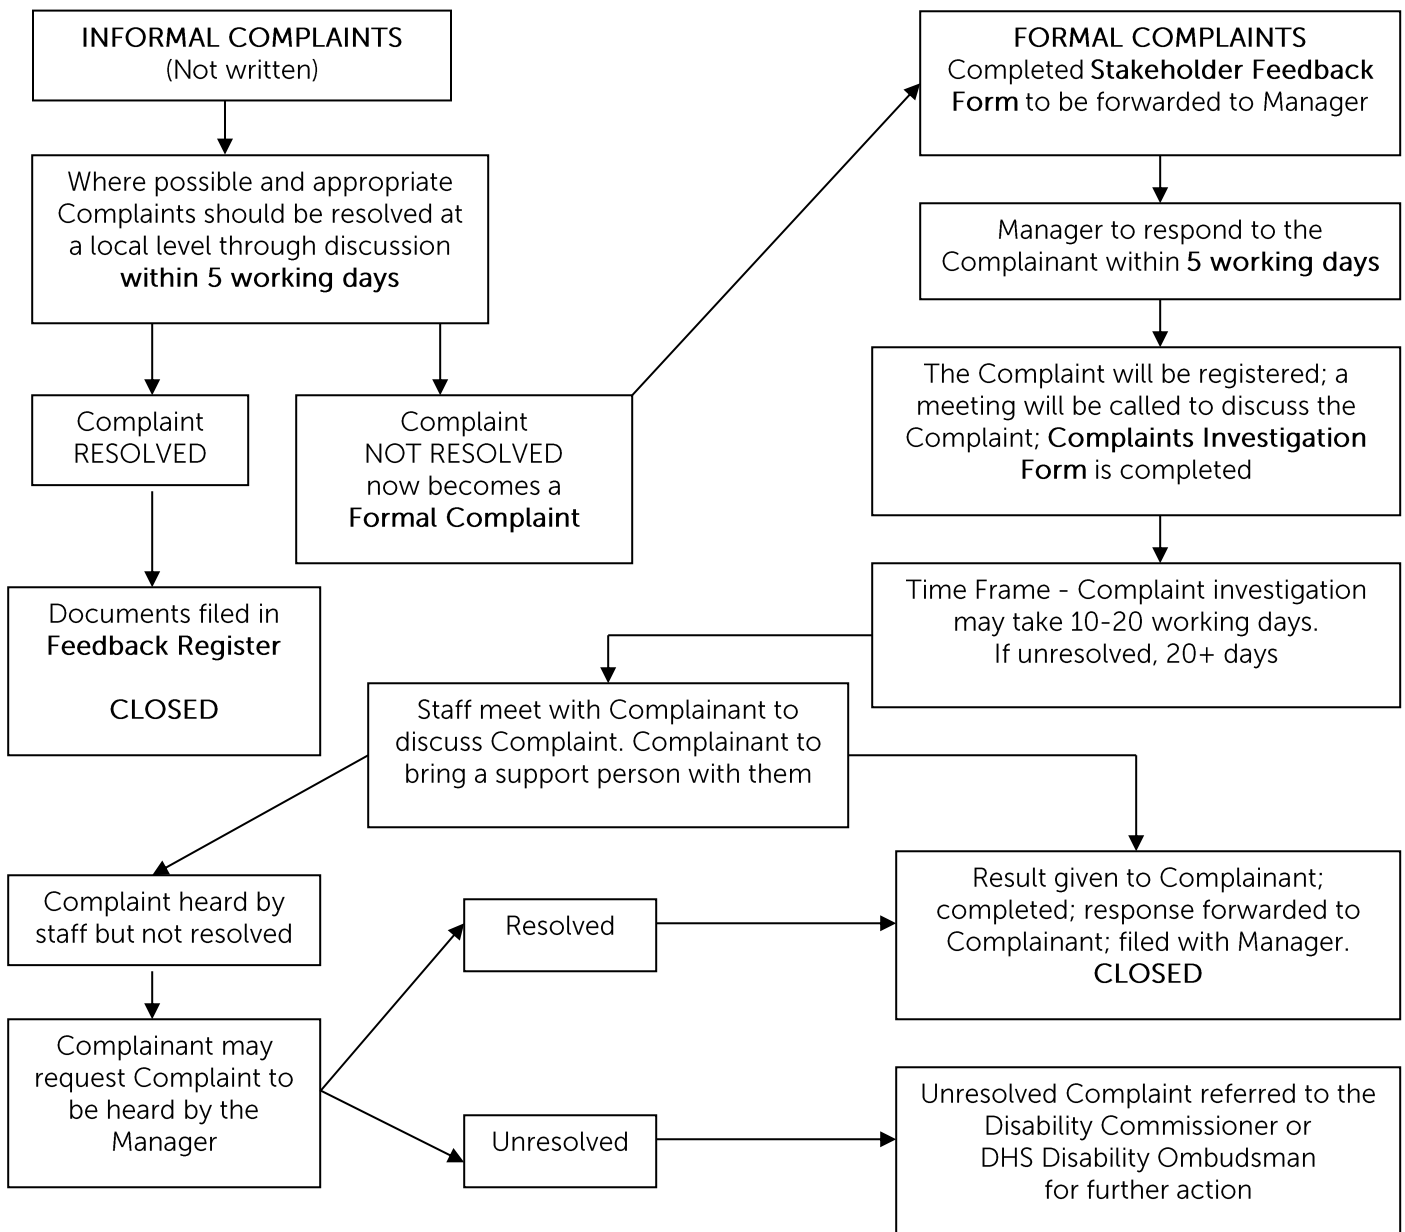 INFORMAL COMPLAINTS
(Not written)
Where possible and appropriate
Complaints should be resolved at
a local level through discussion
within 5 working days
Complaint
RESOLVED
Complaint
NOT RESOLVED
now becomes a
Formal Complaint
Documents filed in
Feedback Register
CLOSED
FORMAL COMPLAINTS
Completed Stakeholder Feedback
Form to be forwarded to Manager
Manager to respond to the
Complainant within 5 working days
The Complaint will be registered; a
meeting will be called to discuss the
Complaint; Complaints Investigation
Form is completed
Time Frame - Complaint investigation
may take 10-20 working days.
If unresolved, 20+ days
Staff meet with Complainant to
discuss Complaint. Complainant to
bring a support person with them
Complaint heard by
staff but not resolved
Complainant may
request Complaint to
be heard by the
Manager
Resolved
Unresolved
Result given to Complainant;
completed; response forwarded to
Complainant; filed with Manager.
CLOSED
Unresolved Complaint referred to the
Disability Commissioner or
DHS Disability Ombudsman
for further action